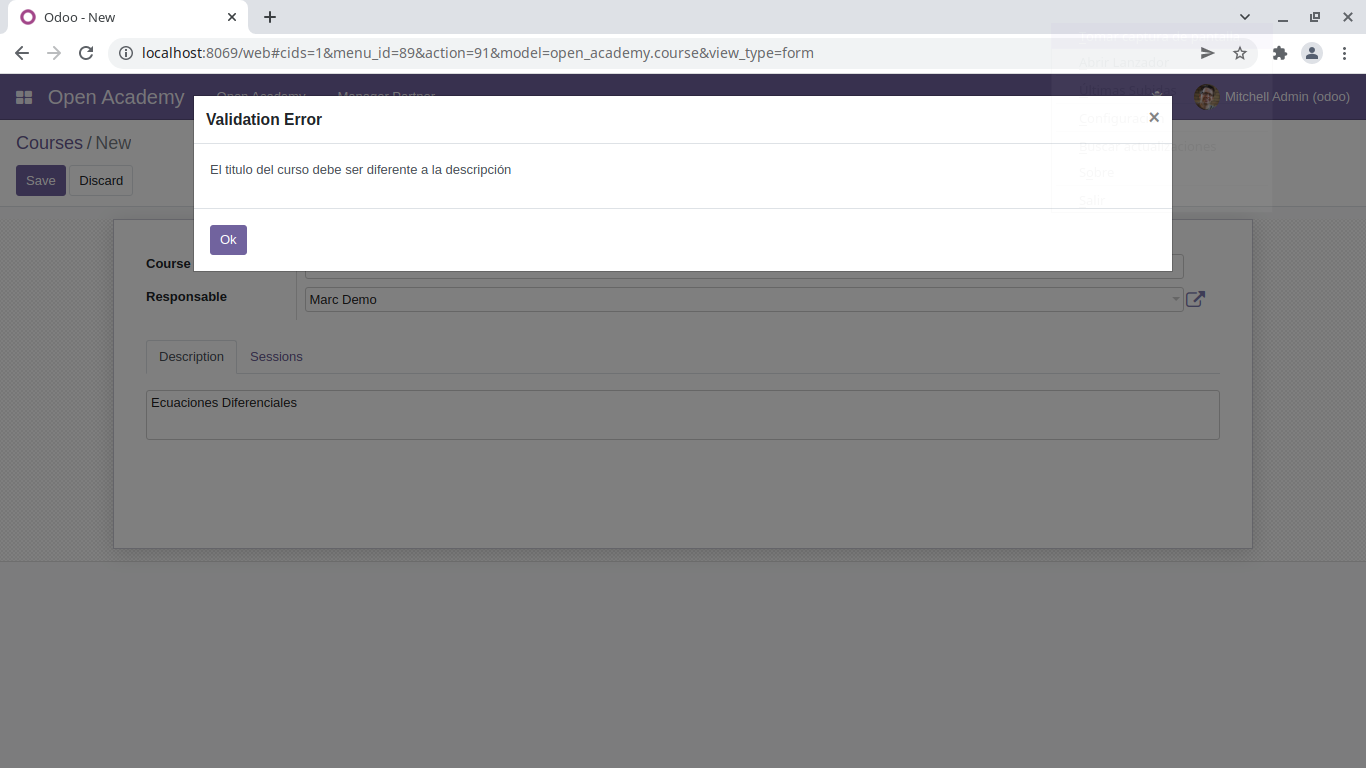 Odoo - New
localhost:8069/web#cids=1&menu_id=89&action=91&model=open_academy.course&view_type=form
Open Academy
Open Academy
Manager Partner
Mitchell Admin (odoo)
Validation Error
×
Courses / New
El titulo del curso debe ser diferente a la descripción
Save
Discard
Ok
Course
Responsable
Marc Demo
Description
Sessions
Ecuaciones Diferenciales